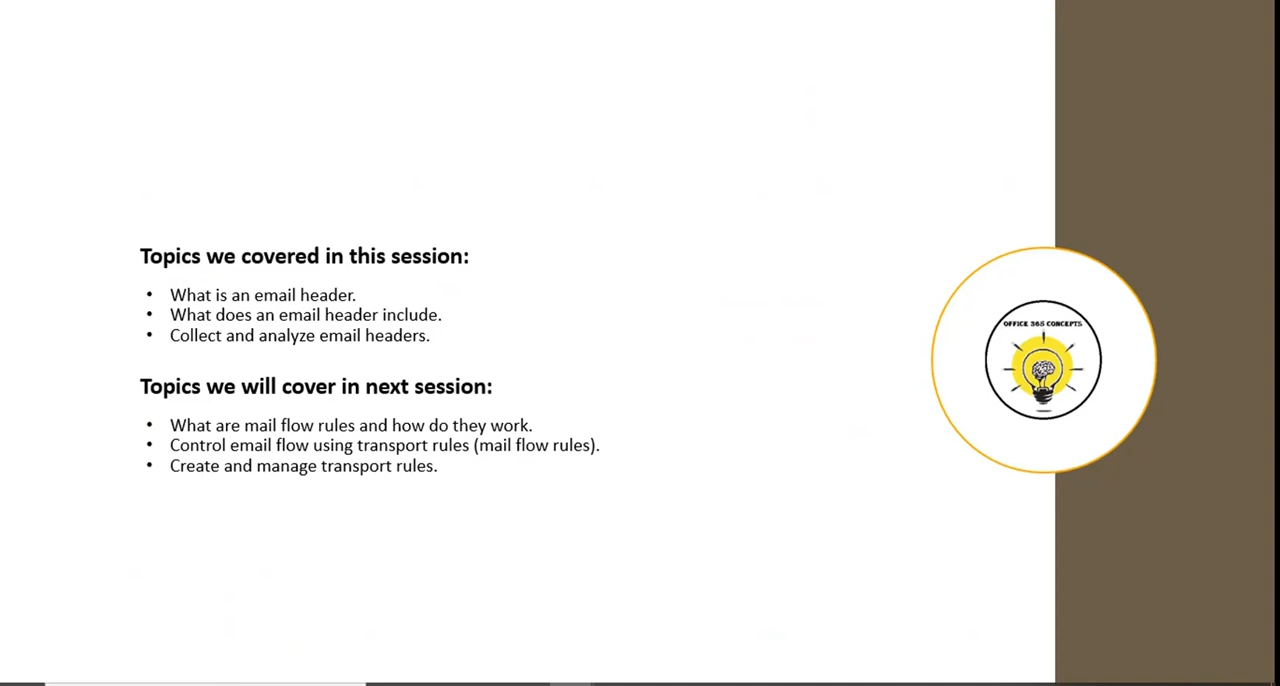 Topics we covered in this session:
• What is an email header.
• What does an email header include.
• Collect and analyze email headers.
Topics we will cover in next session:
• What are mail flow rules and how do they work.
• Control email flow using transport rules (mail flow rules).
• Create and manage transport rules.
OFFICE 365 CONCEPTS